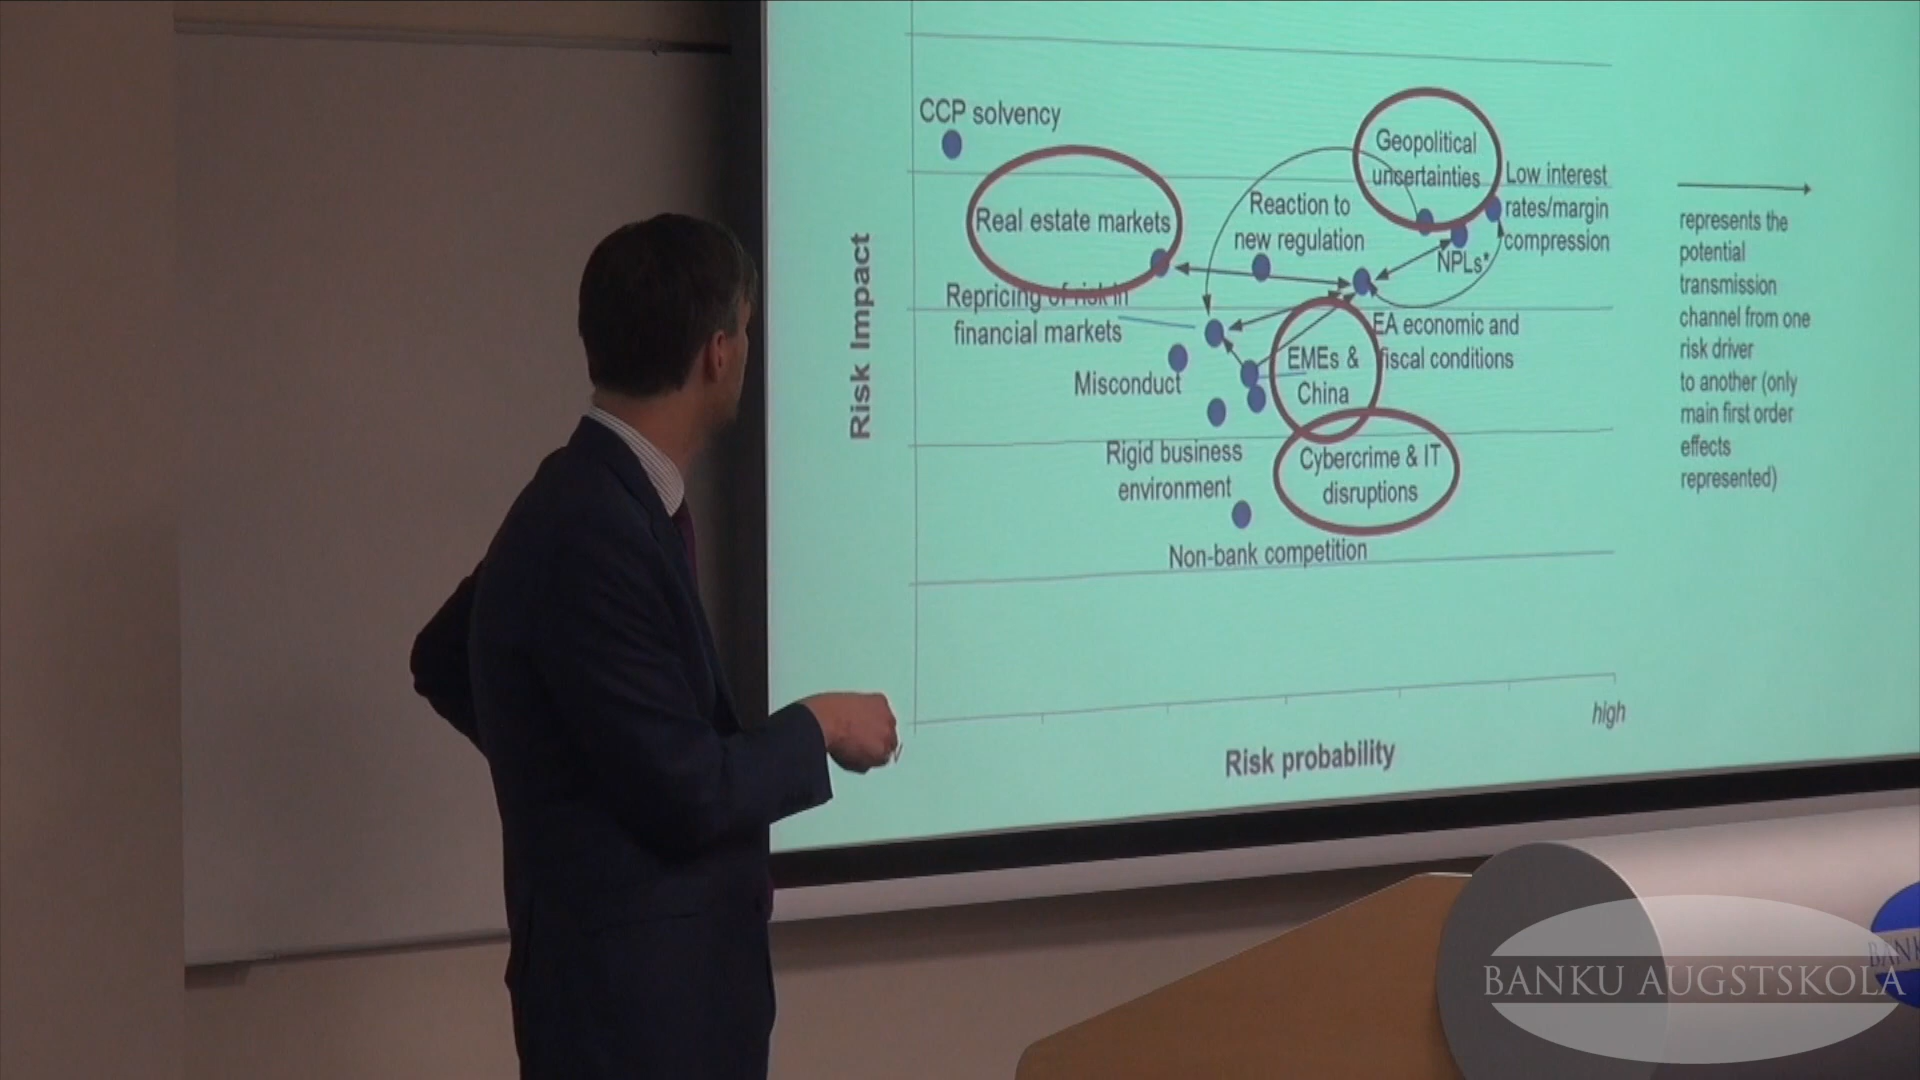 CCP solvency
Real estate markets
Repricing of risk in
financial markets
Reaction to
new regulation
Geopolitical
uncertainties
Low interest
rates/margin
compression
NPLs*
EA economic and
fiscal conditions
EMEs &
China
Misconduct
Rigid business
environment
Cybercrime & IT
disruptions
Non-bank competition
Risk Impact
high
Risk probability
represents the
potential
transmission
channel from one
risk driver
to another (only
main first order
effects
represented)
BANKU AUGSTSKOLA